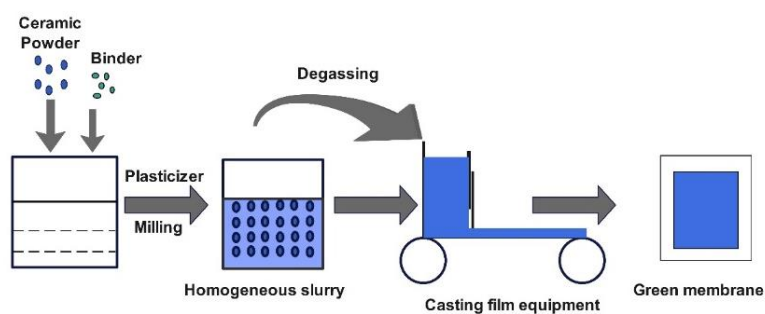 Ceramic
Powder
Binder
Degassing
Plasticizer
Milling
Homogeneous slurry
Casting film equipment
Green membrane